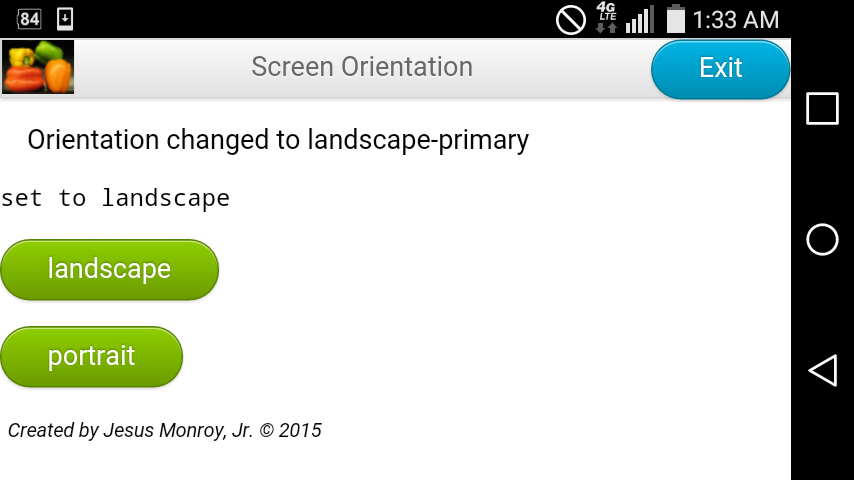 84
4G LTE
1:33 AM
Screen Orientation
Exit
Orientation changed to landscape-primary
set to landscape
landscape
portrait
Created by Jesus Monroy, Jr. © 2015